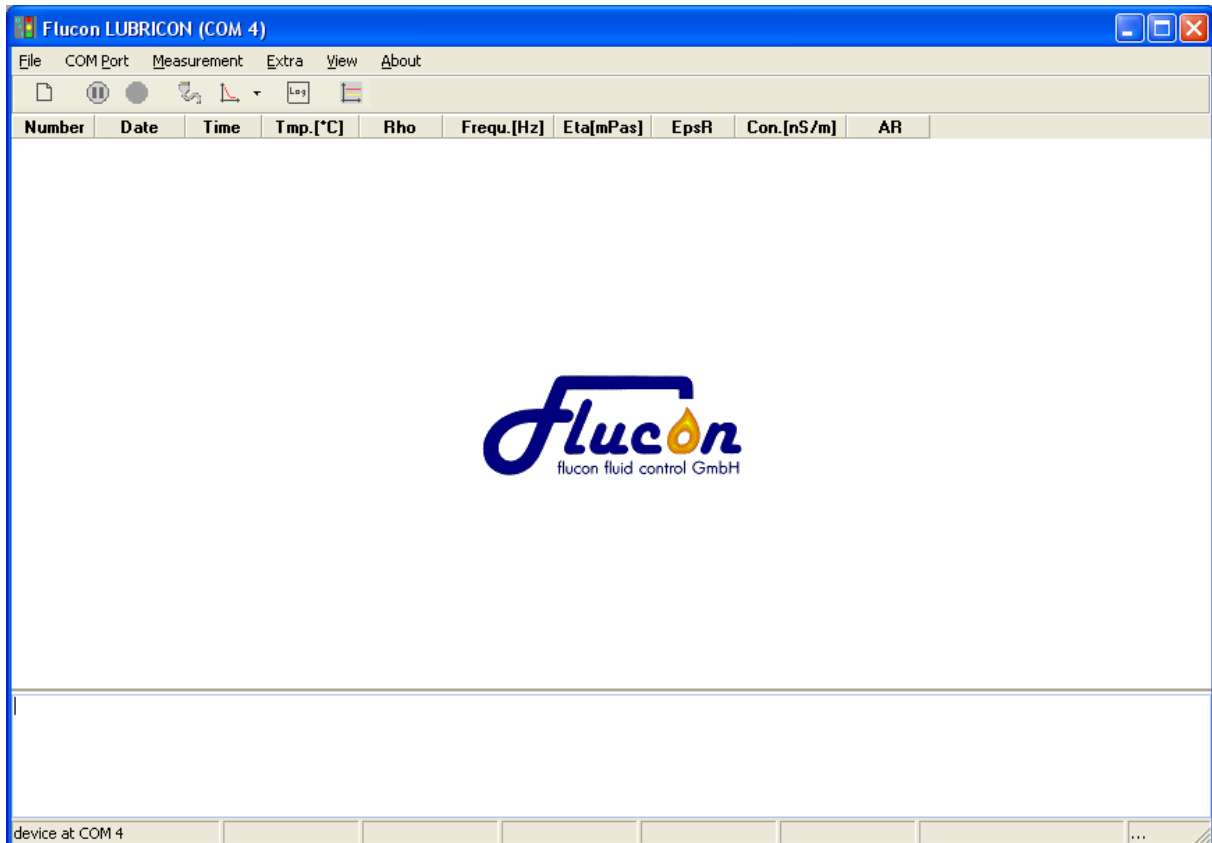 Flucon LUBRICON (COM 4)
File COM Port Measurement Extra View About
Log
Number Date Time Tmp.[°C] Rho Frequ.[Hz] Eta[mPas] EpsR Con.[nS/m] AR
Flucon
flucon fluid control GmbH
device at COM 4 ...